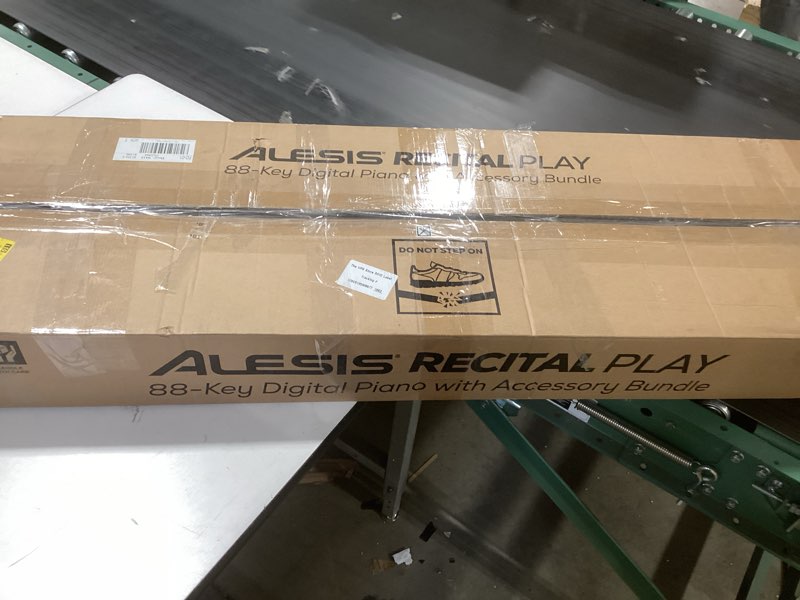 ALESIS RECITAL PLAY
88-Key Digital Piano with Accessory Bundle
DO NOT STEP ON
ALESIS RECITAL PLAY
88-Key Digital Piano with Accessory Bundle